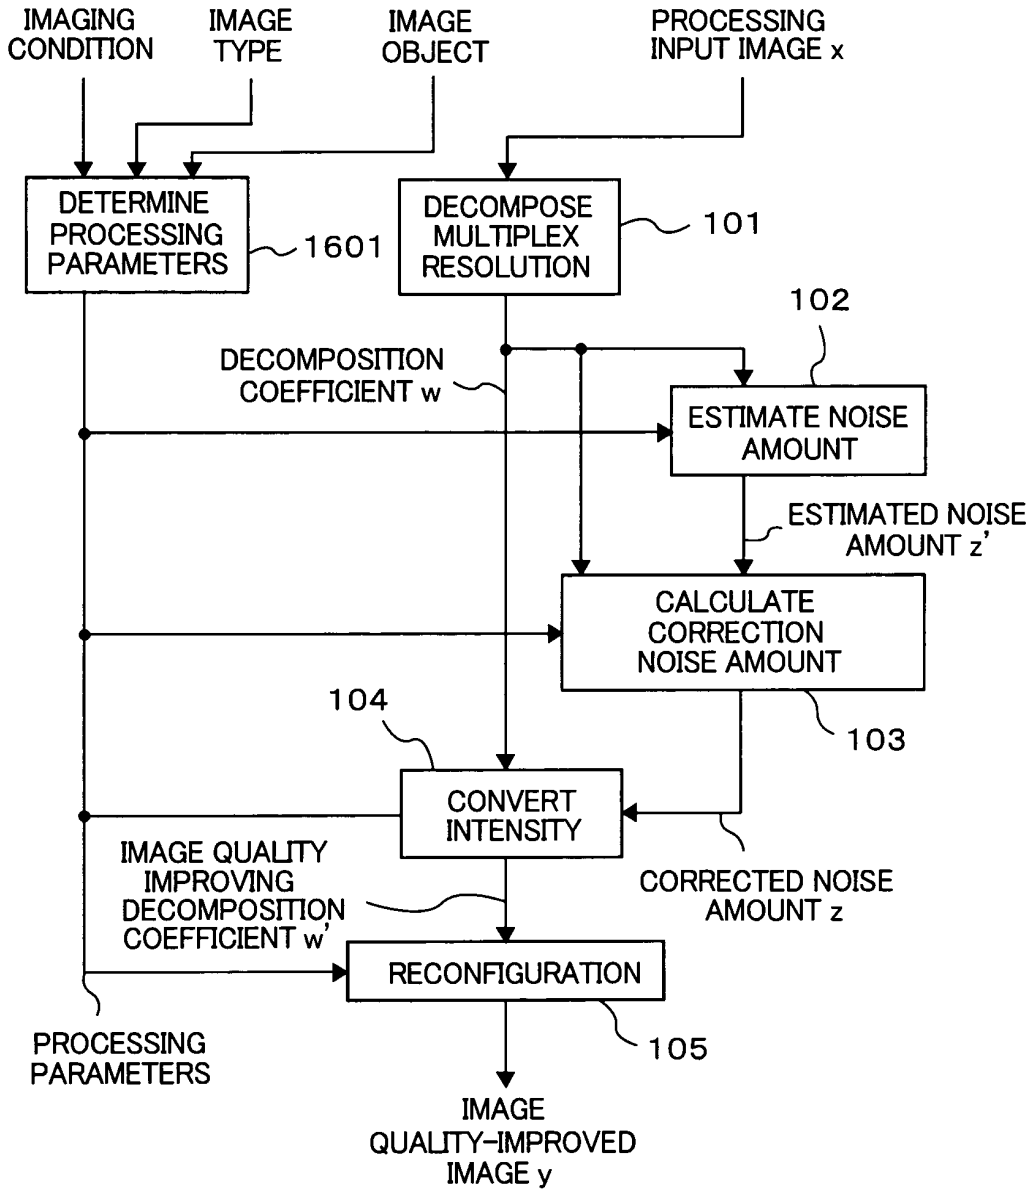 IMAGING
CONDITION
IMAGE
TYPE
IMAGE
OBJECT
PROCESSING
INPUT IMAGE x
DETERMINE
PROCESSING
PARAMETERS
1601
DECOMPOSE
MULTIPLEX
RESOLUTION
101
102
DECOMPOSITION
COEFFICIENT w
ESTIMATE NOISE
AMOUNT
ESTIMATED NOISE
AMOUNT z'
CALCULATE
CORRECTION
NOISE AMOUNT
103
104
CONVERT
INTENSITY
IMAGE QUALITY
IMPROVING
DECOMPOSITION
COEFFICIENT w'
CORRECTED NOISE
AMOUNT z
RECONFIGURATION
105
PROCESSING
PARAMETERS
IMAGE
QUALITY-IMPROVED
IMAGE y